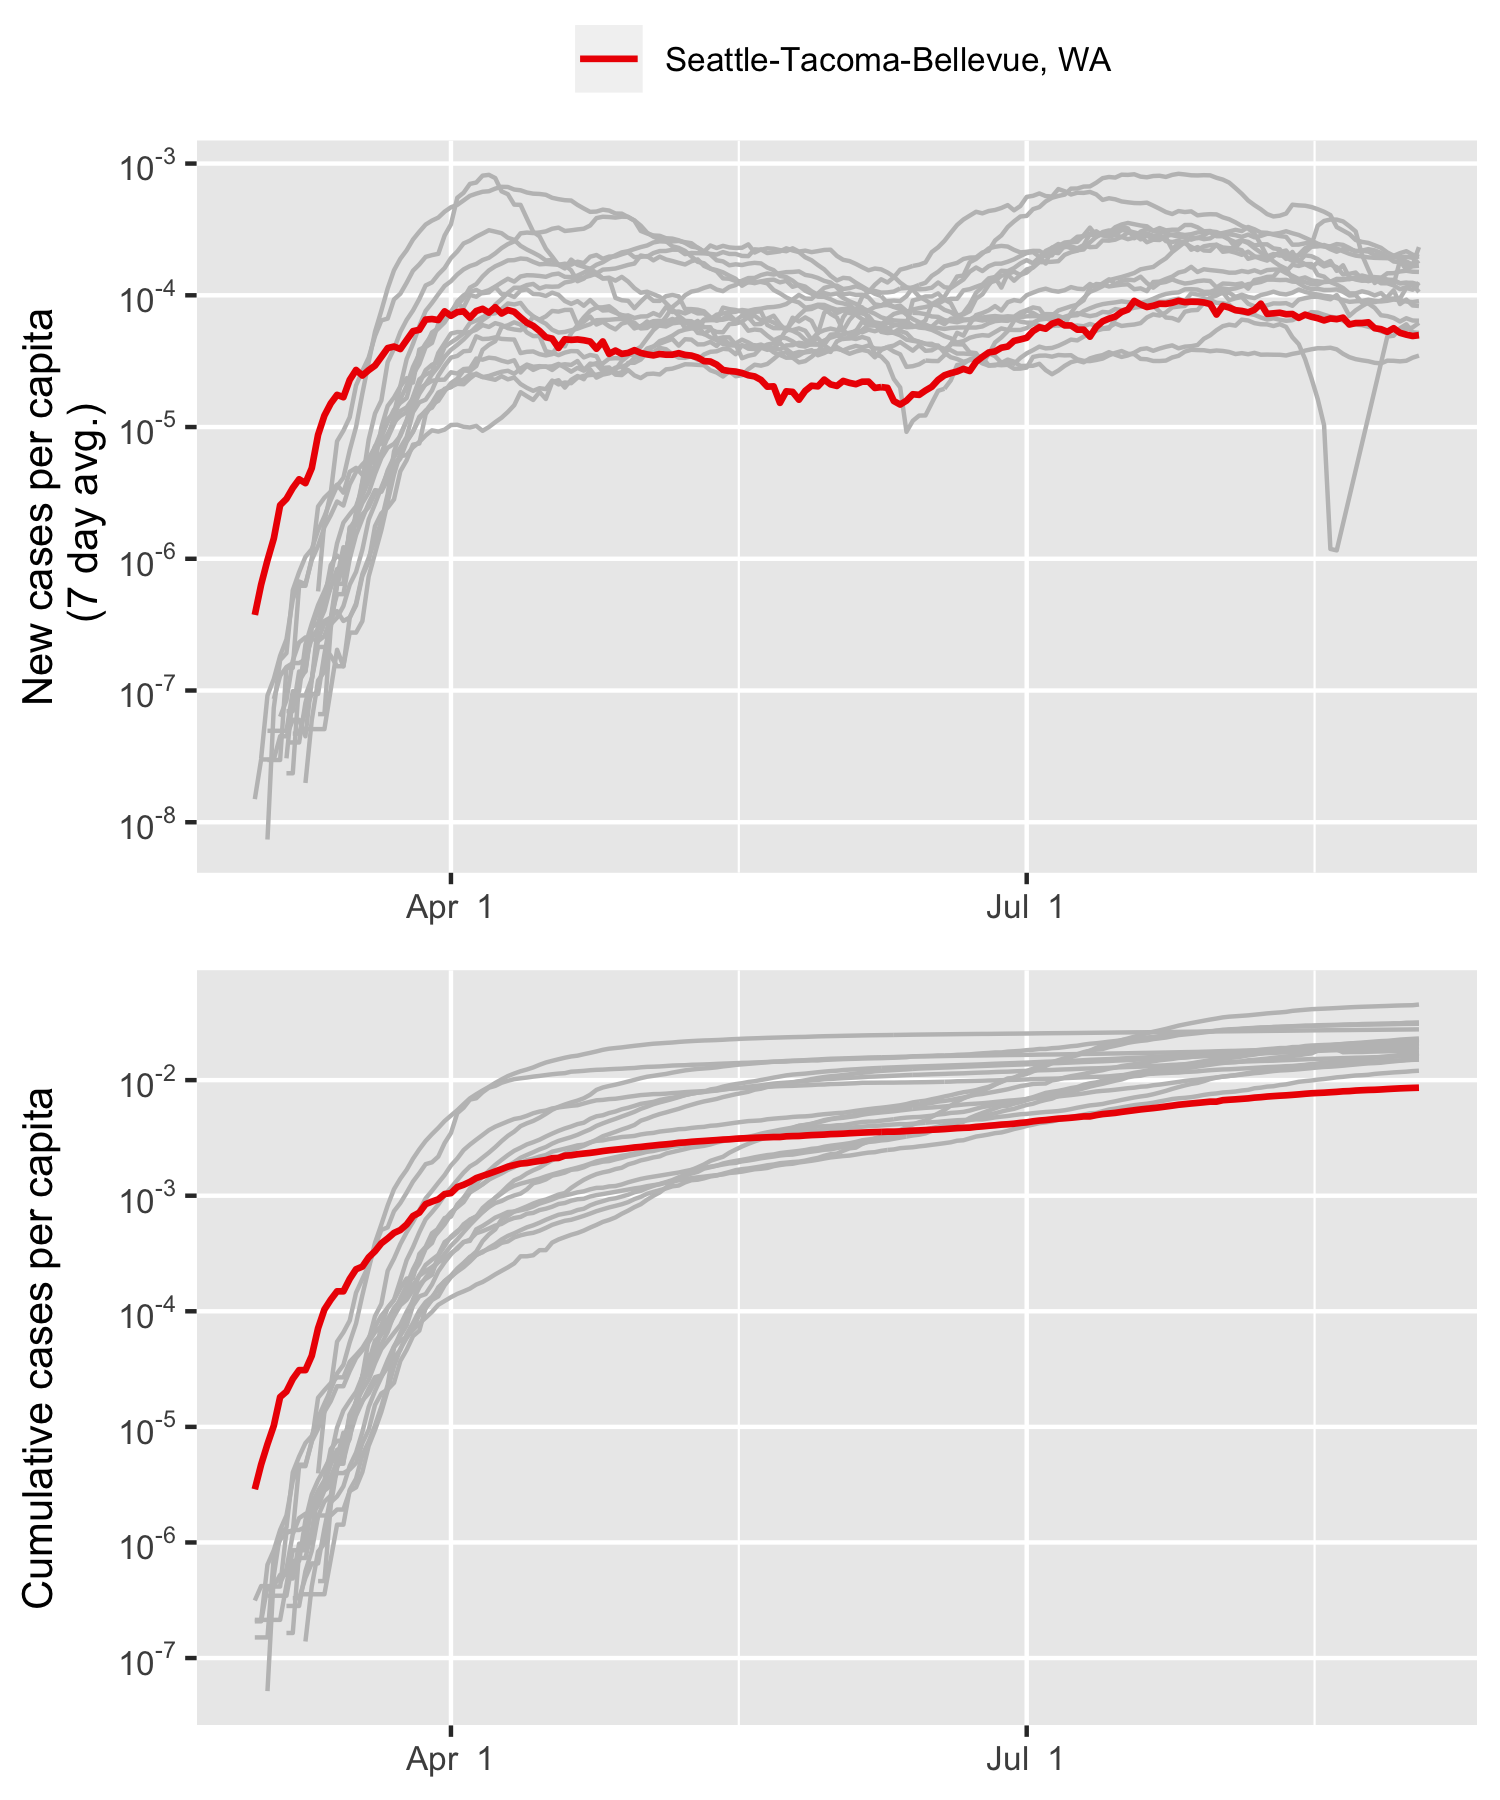 Seattle-Tacoma-Bellevue, WA
New cases per capita
(7 day avg.)
10⁻³
10⁻⁴
10⁻⁵
10⁻⁶
10⁻⁷
10⁻⁸
Apr 1 Jul 1
Cumulative cases per capita
10⁻²
10⁻³
10⁻⁴
10⁻⁵
10⁻⁶
10⁻⁷
Apr 1 Jul 1